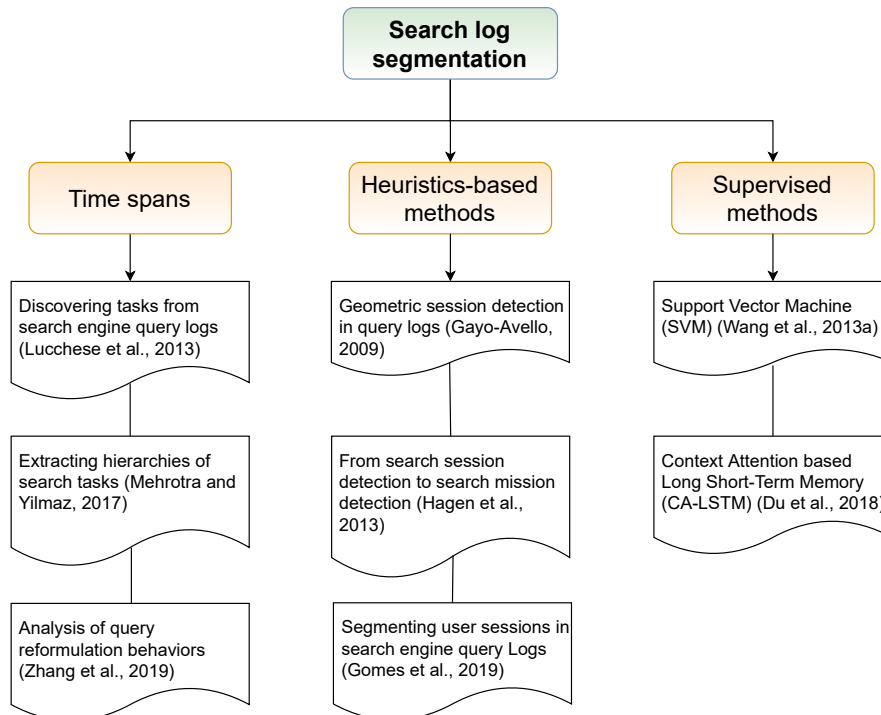 Search log
segmentation
Time spans
Heuristics-based
methods
Supervised
methods
Discovering tasks from
search engine query logs
(Lucchese et al., 2013)
Geometric session detection
in query logs (Gayo-Avello,
2009)
Support Vector Machine
(SVM) (Wang et al., 2013a)
Extracting hierarchies of
search tasks (Mehrotra and
Yilmaz, 2017)
From search session
detection to search mission
detection (Hagen et al.,
2013)
Context Attention based
Long Short-Term Memory
(CA-LSTM) (Du et al., 2018)
Analysis of query
reformulation behaviors
(Zhang et al., 2019)
Segmenting user sessions in
search engine query Logs
(Gomes et al., 2019)